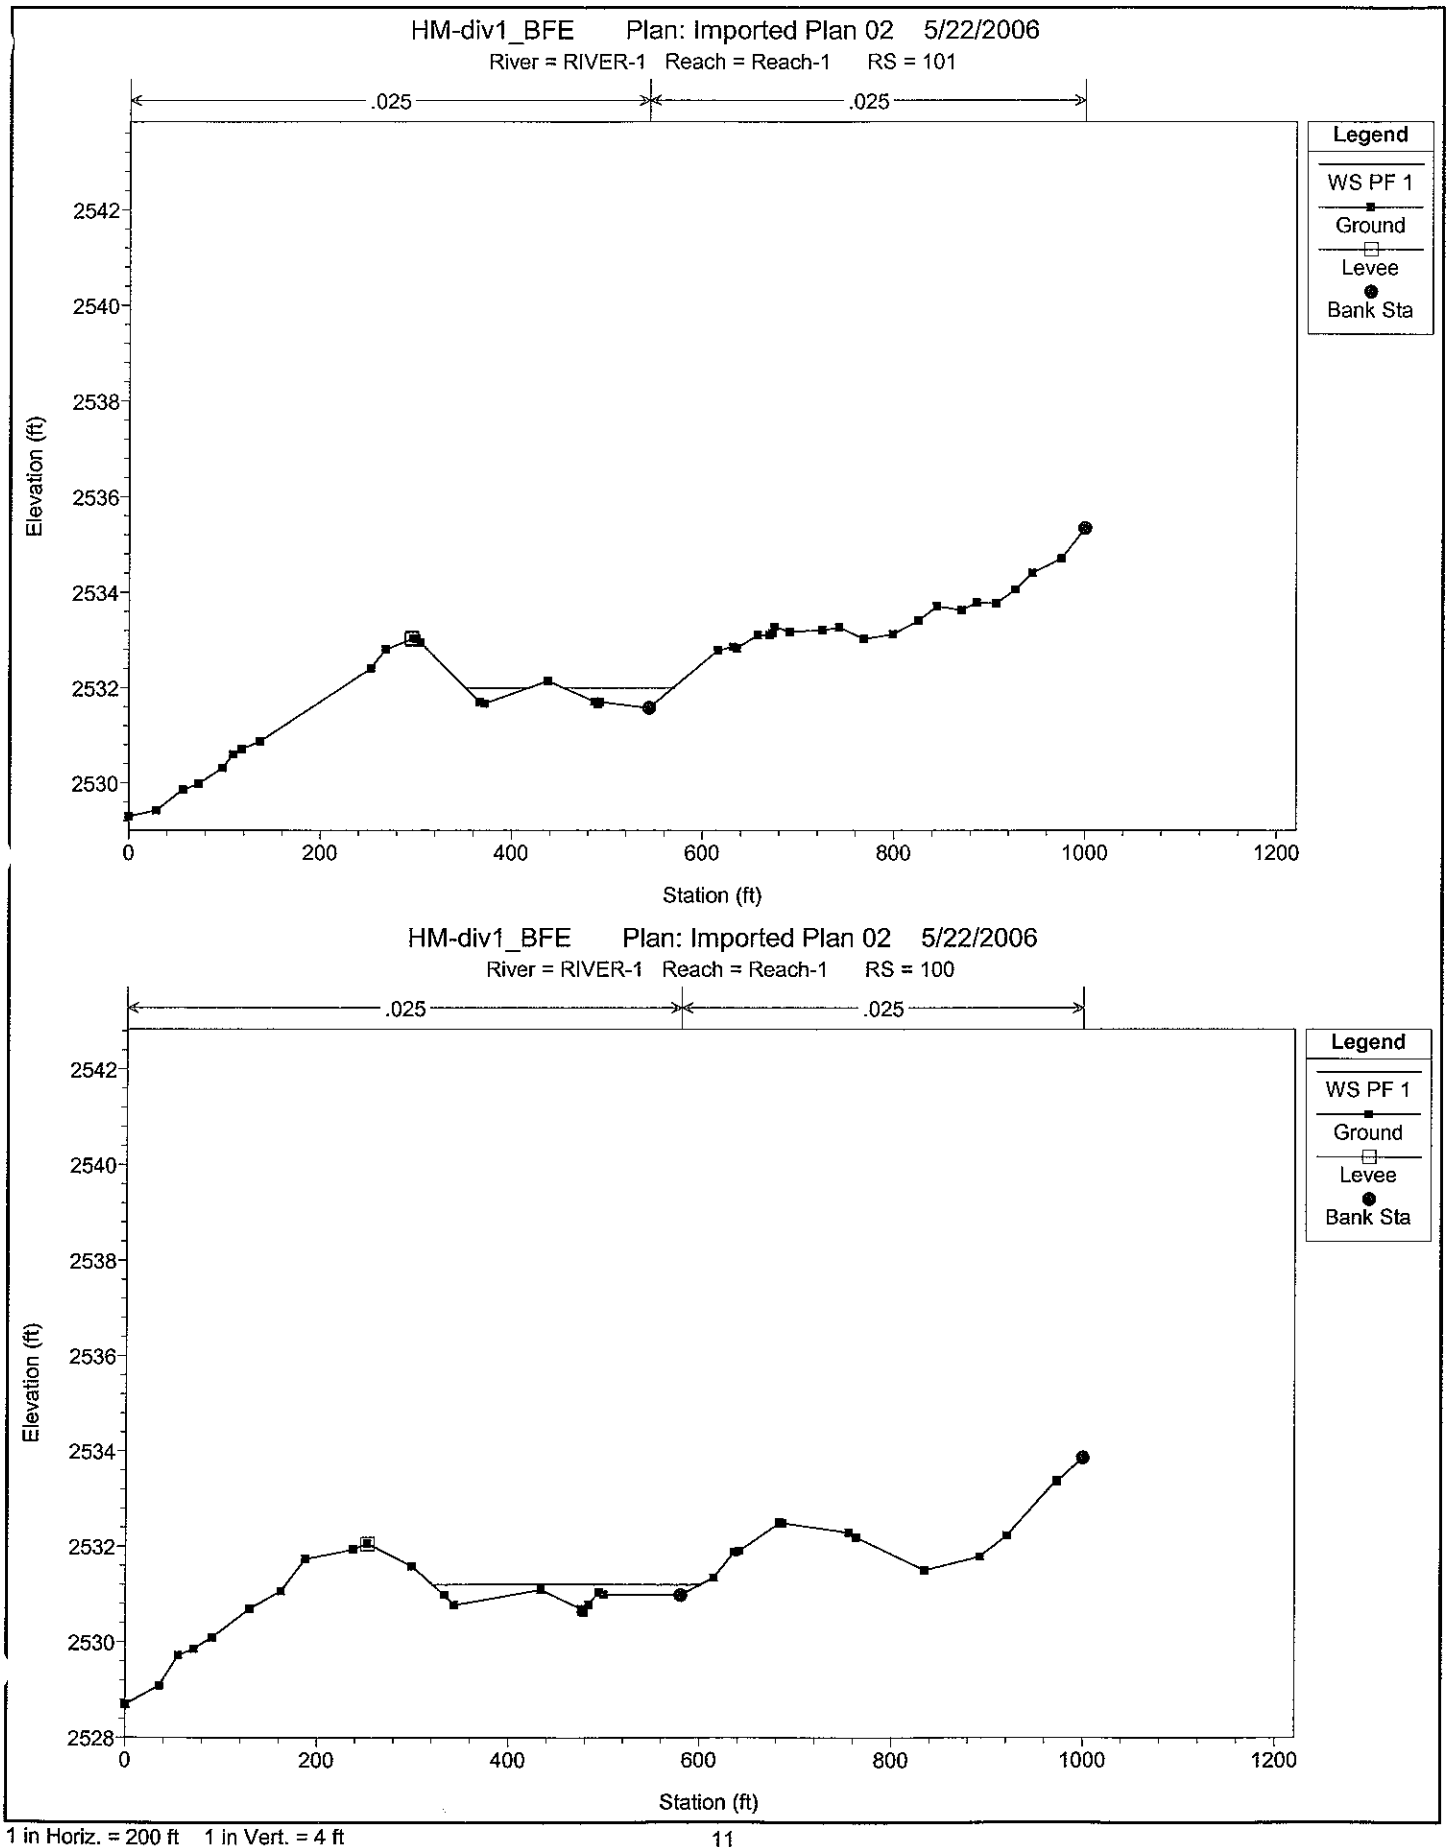 HM-div1_BFE Plan: Imported Plan 02 5/22/2006
River = RIVER-1 Reach = Reach-1 RS = 101
.025 .025
Legend
WS PF 1
Ground
Levee
Bank Sta
Elevation (ft)
2542
2540
2538
2536
2534
2532
2530
0 200 400 600 800 1000 1200
Station (ft)
HM-div1_BFE Plan: Imported Plan 02 5/22/2006
River = RIVER-1 Reach = Reach-1 RS = 100
.025 .025
Legend
WS PF 1
Ground
Levee
Bank Sta
Elevation (ft)
2542
2540
2538
2536
2534
2532
2530
2528
0 200 400 600 800 1000 1200
Station (ft)
1 in Horiz. = 200 ft 1 in Vert. = 4 ft
11